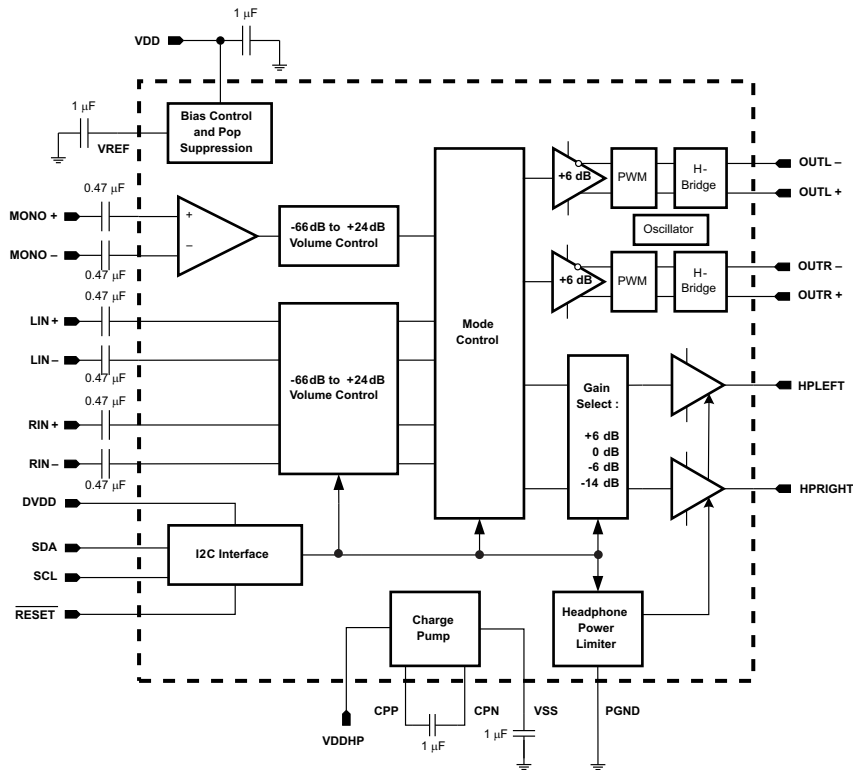 1 μF
VDD
1 μF
VREF
Bias Control
and Pop
Suppression
+6 dB
PWM
H-
Bridge
OUTL –
OUTL +
0.47 μF
MONO +
+
-66dB to +24dB
Volume Control
MONO –
–
0.47 μF
Oscillator
+6 dB
PWM
H-
Bridge
OUTR –
OUTR +
0.47 μF
LIN +
LIN –
0.47 μF
-66dB to +24dB
Volume Control
Mode
Control
Gain
Select :
+6 dB
0 dB
-6 dB
-14 dB
HPLEFT
0.47 μF
RIN +
RIN –
0.47 μF
HPRIGHT
DVDD
SDA
SCL
RESET
I2C Interface
Charge
Pump
Headphone
Power
Limiter
VDDHP
CPP
CPN
1 μF
VSS
1 μF
PGND